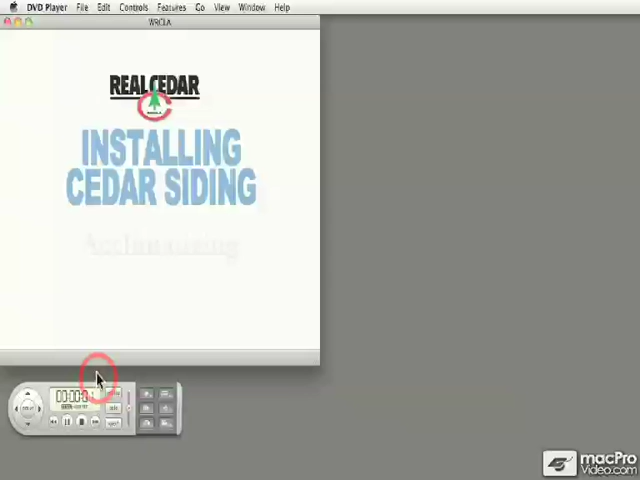 DVD Player File Edit Controls Features Go View Window Help
WRCLA
REAL CEDAR
INSTALLING
CEDAR SIDING
macPro
Video.com